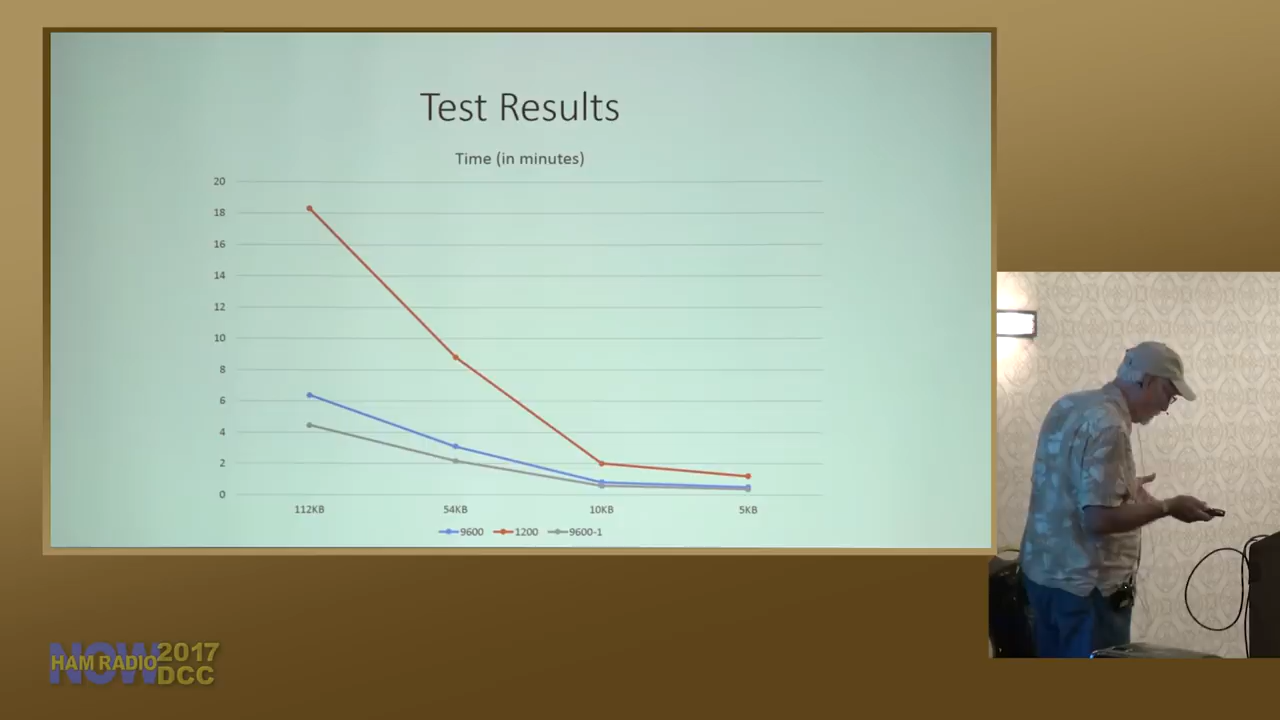 Test Results
Time (in minutes)
20
18
16
14
12
10
8
6
4
2
0
112KB 54KB 10KB 5KB
9600 1200 9600-1
NOW
HAM RADIO 2017
DCC